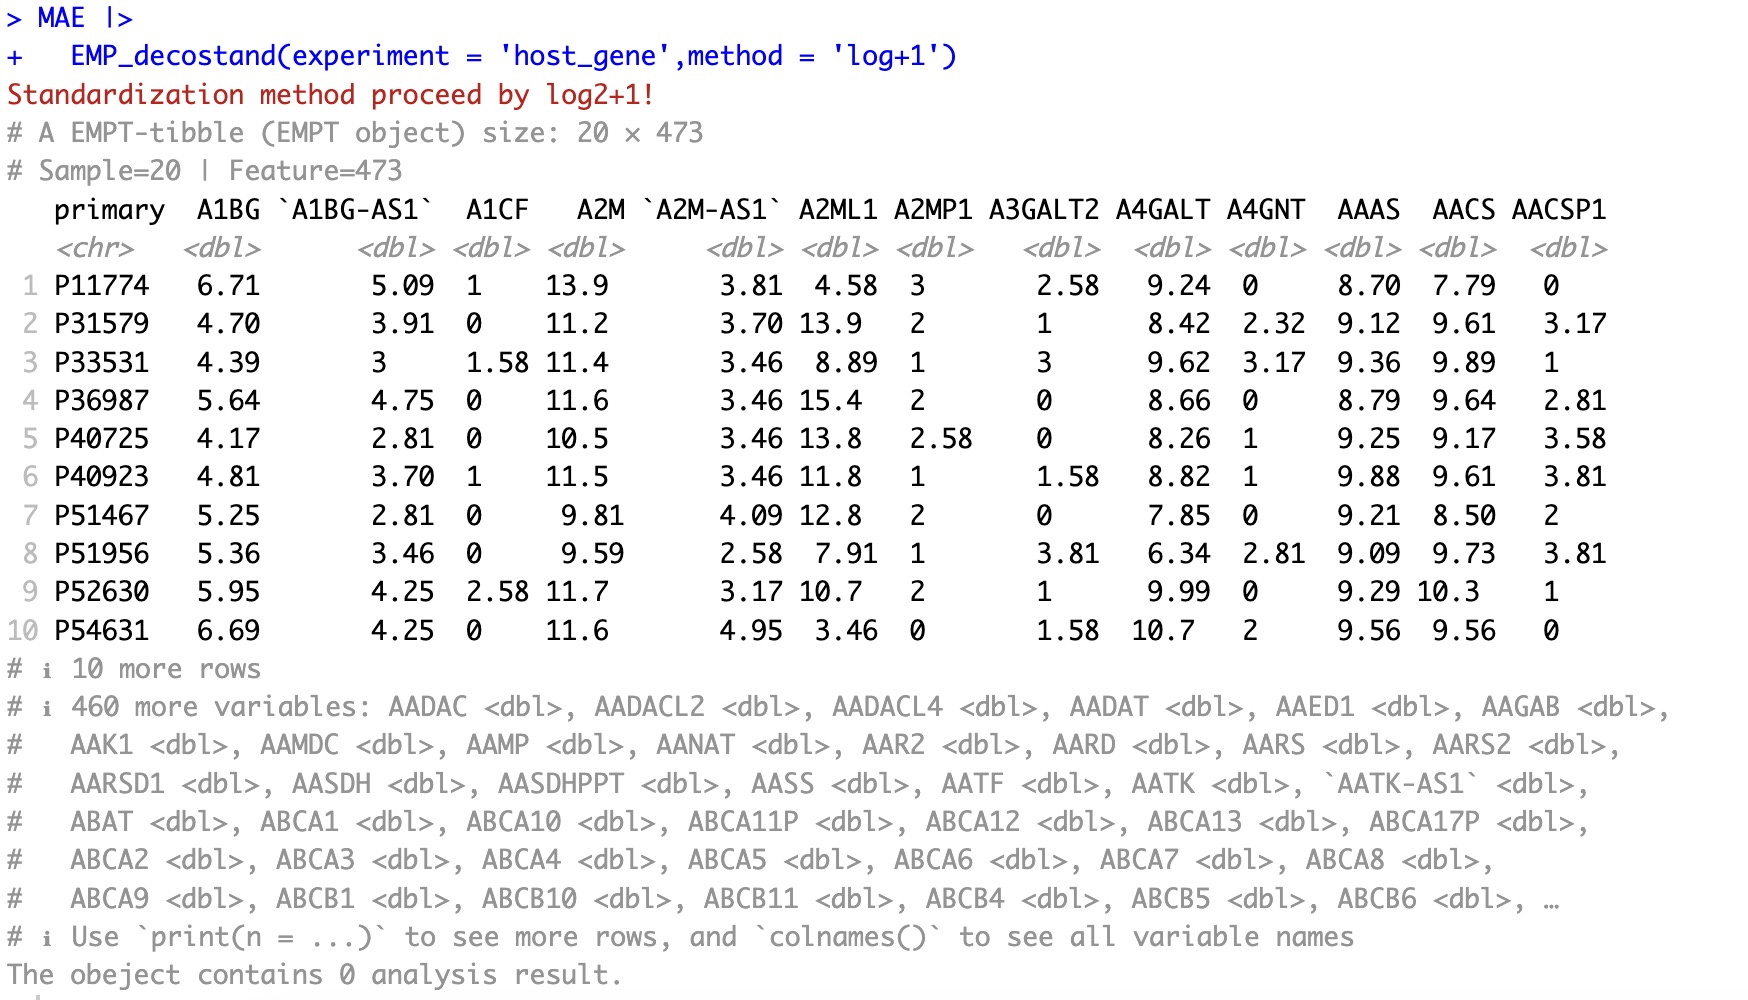 > MAE |>
+   EMP_decostand(experiment = 'host_gene',method = 'log+1')
Standardization method proceed by log2+1!
# A EMPT-tibble (EMPT object) size: 20 × 473
# Sample=20 | Feature=473
   primary  A1BG `A1BG-AS1`  A1CF   A2M `A2M-AS1` A2ML1 A2MP1 A3GALT2 A4GALT A4GNT  AAAS  AACS AACSP1
   <chr>   <dbl>      <dbl> <dbl> <dbl>     <dbl> <dbl> <dbl>   <dbl>  <dbl> <dbl> <dbl> <dbl>  <dbl>
 1 P11774   6.71       5.09  1    13.9       3.81  4.58  3       2.58   9.24  0     8.70  7.79   0
 2 P31579   4.70       3.91  0    11.2       3.70 13.9   2       1      8.42  2.32  9.12  9.61   3.17
 3 P33531   4.39       3     1.58 11.4       3.46  8.89  1       3      9.62  3.17  9.36  9.89   1
 4 P36987   5.64       4.75  0    11.6       3.46 15.4   2       0      8.66  0     8.79  9.64   2.81
 5 P40725   4.17       2.81  0    10.5       3.46 13.8   2.58    0      8.26  1     9.25  9.17   3.58
 6 P40923   4.81       3.70  1    11.5       3.46 11.8   1       1.58   8.82  1     9.88  9.61   3.81
 7 P51467   5.25       2.81  0     9.81      4.09 12.8   2       0      7.85  0     9.21  8.50   2
 8 P51956   5.36       3.46  0     9.59      2.58  7.91  1       3.81   6.34  2.81  9.09  9.73   3.81
 9 P52630   5.95       4.25  2.58 11.7       3.17 10.7   2       1      9.99  0     9.29 10.3    1
10 P54631   6.69       4.25  0    11.6       4.95  3.46  0       1.58  10.7   2     9.56  9.56   0
# ℹ 10 more rows
# ℹ 460 more variables: AADAC <dbl>, AADACL2 <dbl>, AADACL4 <dbl>, AADAT <dbl>, AAED1 <dbl>, AAGAB <dbl>,
#   AAK1 <dbl>, AAMDC <dbl>, AAMP <dbl>, AANAT <dbl>, AAR2 <dbl>, AARD <dbl>, AARS <dbl>, AARS2 <dbl>,
#   AARSD1 <dbl>, AASDH <dbl>, AASDHPPT <dbl>, AASS <dbl>, AATF <dbl>, AATK <dbl>, `AATK-AS1` <dbl>,
#   ABAT <dbl>, ABCA1 <dbl>, ABCA10 <dbl>, ABCA11P <dbl>, ABCA12 <dbl>, ABCA13 <dbl>, ABCA17P <dbl>,
#   ABCA2 <dbl>, ABCA3 <dbl>, ABCA4 <dbl>, ABCA5 <dbl>, ABCA6 <dbl>, ABCA7 <dbl>, ABCA8 <dbl>,
#   ABCA9 <dbl>, ABCB1 <dbl>, ABCB10 <dbl>, ABCB11 <dbl>, ABCB4 <dbl>, ABCB5 <dbl>, ABCB6 <dbl>, …
# ℹ Use `print(n = ...)` to see more rows, and `colnames()` to see all variable names
The obeject contains 0 analysis result.